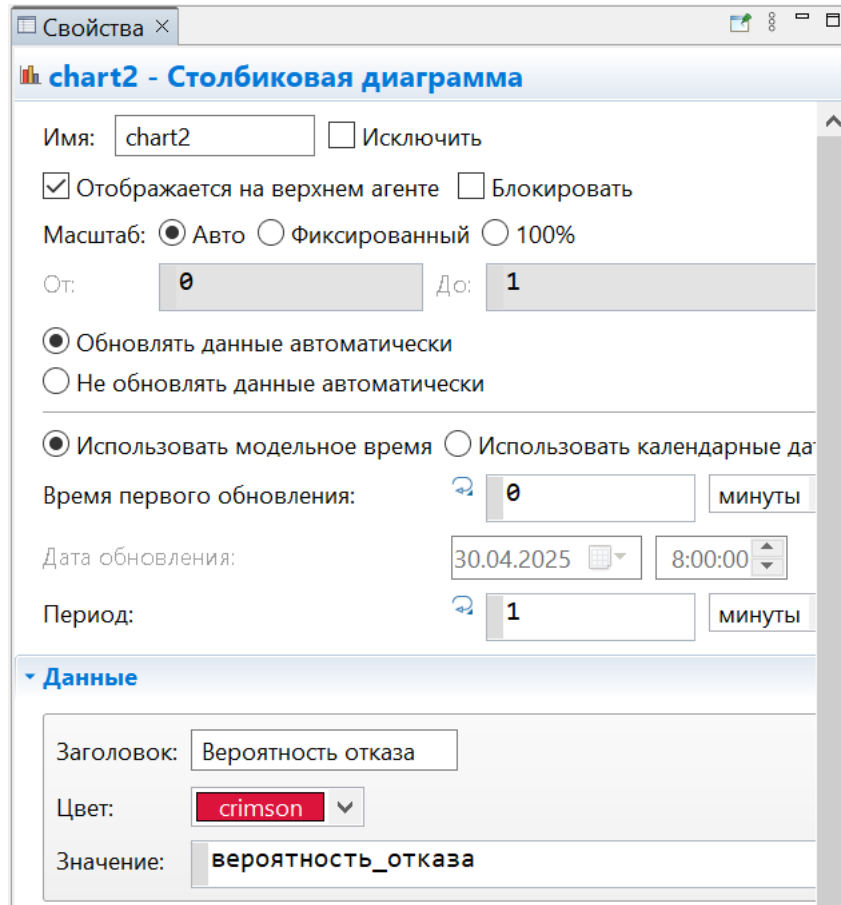 Свойства
chart2 - Столбиковая диаграмма
Имя: chart2 Исключить
Отображается на верхнем агенте Блокировать
Масштаб: Авто Фиксированный 100%
От: 0 До: 1
Обновлять данные автоматически
Не обновлять данные автоматически
Использовать модельное время Использовать календарные дат
Время первого обновления: 0 минуты
Дата обновления: 30.04.2025 8:00:00
Период: 1 минуты
Данные
Заголовок: Вероятность отказа
Цвет: crimson
Значение: вероятность_отказа